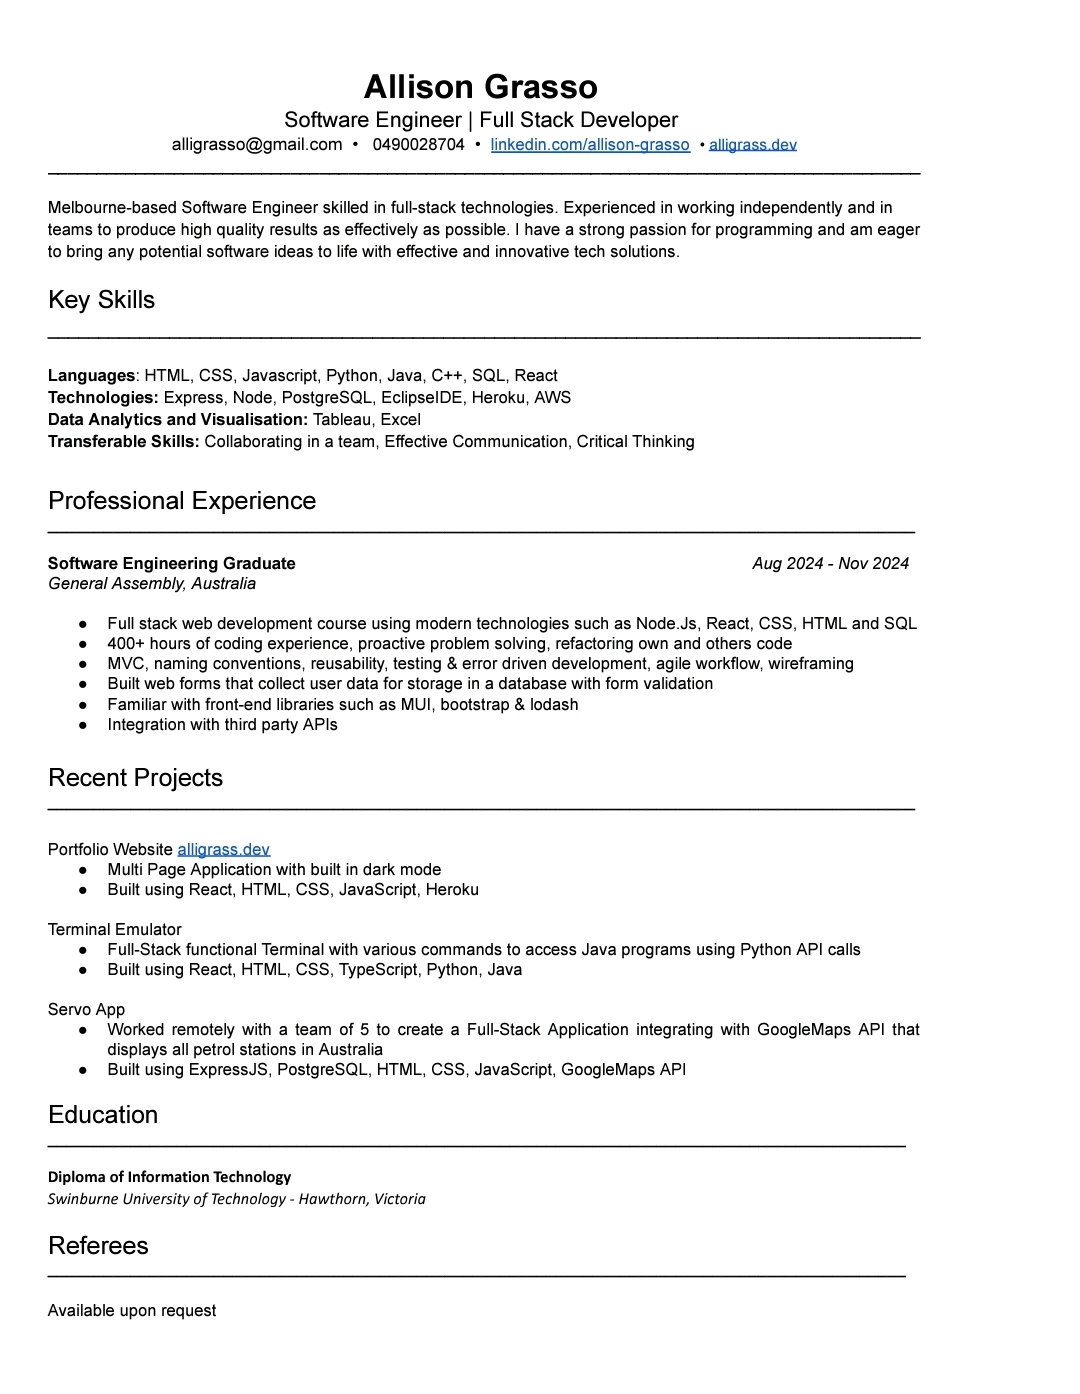 Allison Grasso
Software Engineer | Full Stack Developer
alligrasso@gmail.com • 0490028704 • linkedin.com/allison-grasso • alligrass.dev
Melbourne-based Software Engineer skilled in full-stack technologies. Experienced in working independently and in
teams to produce high quality results as effectively as possible. I have a strong passion for programming and am eager
to bring any potential software ideas to life with effective and innovative tech solutions.
Key Skills
Languages: HTML, CSS, Javascript, Python, Java, C++, SQL, React
Technologies: Express, Node, PostgreSQL, EclipseIDE, Heroku, AWS
Data Analytics and Visualisation: Tableau, Excel
Transferable Skills: Collaborating in a team, Effective Communication, Critical Thinking
Professional Experience
Software Engineering Graduate Aug 2024 - Nov 2024
General Assembly, Australia
● Full stack web development course using modern technologies such as Node.Js, React, CSS, HTML and SQL
● 400+ hours of coding experience, proactive problem solving, refactoring own and others code
● MVC, naming conventions, reusability, testing & error driven development, agile workflow, wireframing
● Built web forms that collect user data for storage in a database with form validation
● Familiar with front-end libraries such as MUI, bootstrap & lodash
● Integration with third party APIs
Recent Projects
Portfolio Website alligrass.dev
● Multi Page Application with built in dark mode
● Built using React, HTML, CSS, JavaScript, Heroku
Terminal Emulator
● Full-Stack functional Terminal with various commands to access Java programs using Python API calls
● Built using React, HTML, CSS, TypeScript, Python, Java
Servo App
● Worked remotely with a team of 5 to create a Full-Stack Application integrating with GoogleMaps API that
displays all petrol stations in Australia
● Built using ExpressJS, PostgreSQL, HTML, CSS, JavaScript, GoogleMaps API
Education
Diploma of Information Technology
Swinburne University of Technology - Hawthorn, Victoria
Referees
Available upon request